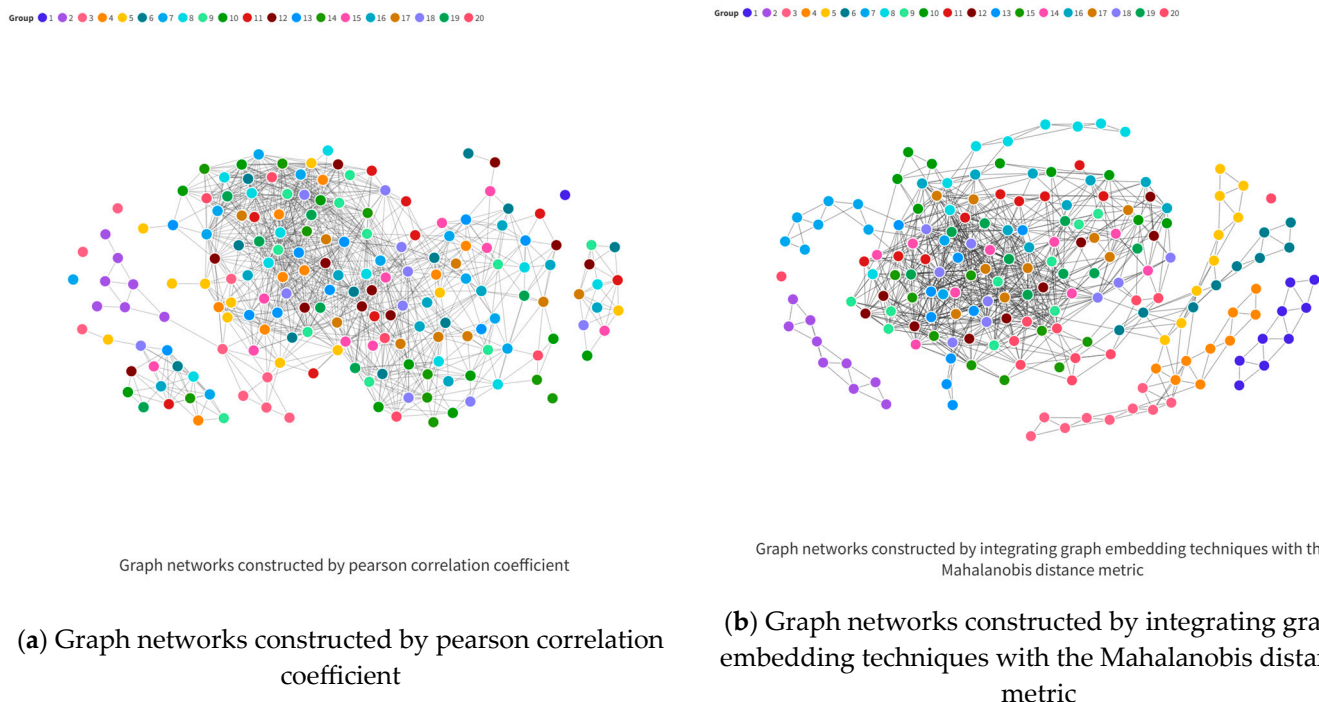 Group 1 2 3 4 5 6 7 8 9 10 11 12 13 14 15 16 17 18 19 20
Group 1 2 3 4 5 6 7 8 9 10 11 12 13 15 14 16 17 18 19 20
Graph networks constructed by pearson correlation coefficient
Graph networks constructed by integrating graph embedding techniques with th
Mahalanobis distance metric
(a) Graph networks constructed by pearson correlation
coefficient
(b) Graph networks constructed by integrating gra
embedding techniques with the Mahalanobis distan
metric